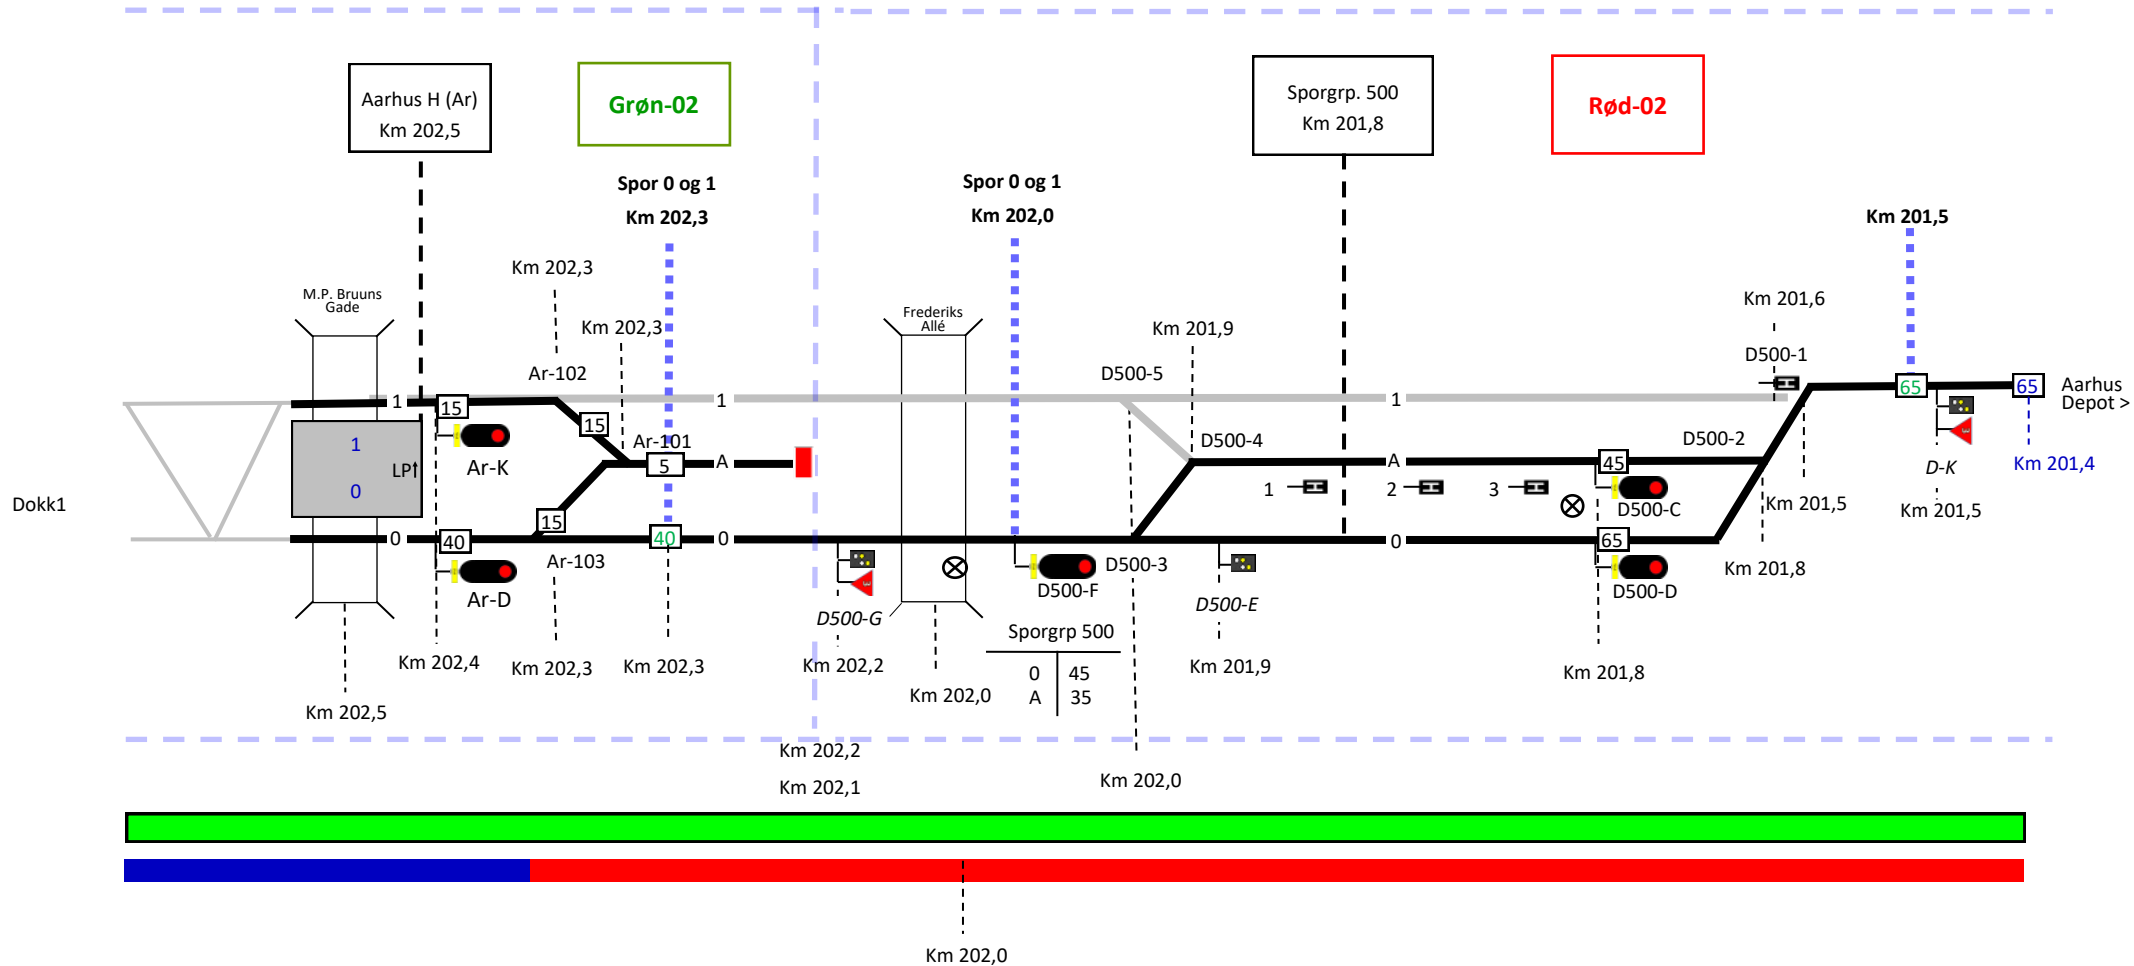 Aarhus H (Ar)
Km 202,5
Grøn-02
Sporgrp. 500
Km 201,8
Rød-02
Spor 0 og 1
Km 202,3
Spor 0 og 1
Km 202,0
Km 201,5
Km 202,3
Km 202,3
Km 201,9
Km 201,6
M.P. Bruuns
Gade
Frederiks
Allé
Ar-102
D500-5
D500-1
1
15
1
1
65
65
Aarhus
Depot >
15
Ar-101
D500-4
D500-2
Ar-K
1
LP↑
0
5
A
A
45
D-K
Km 201,4
1
2
3
D500-C
Km 201,5
Km 201,5
Dokk1
0
40
15
40
0
0
65
Ar-103
D500-3
Km 201,8
Ar-D
D500-G
D500-F
D500-E
D500-D
Sporgrp 500
0 45
A 35
Km 202,4
Km 202,3
Km 202,3
Km 202,2
Km 202,0
Km 201,9
Km 201,8
Km 202,5
Km 202,2
Km 202,1
Km 202,0
Km 202,0